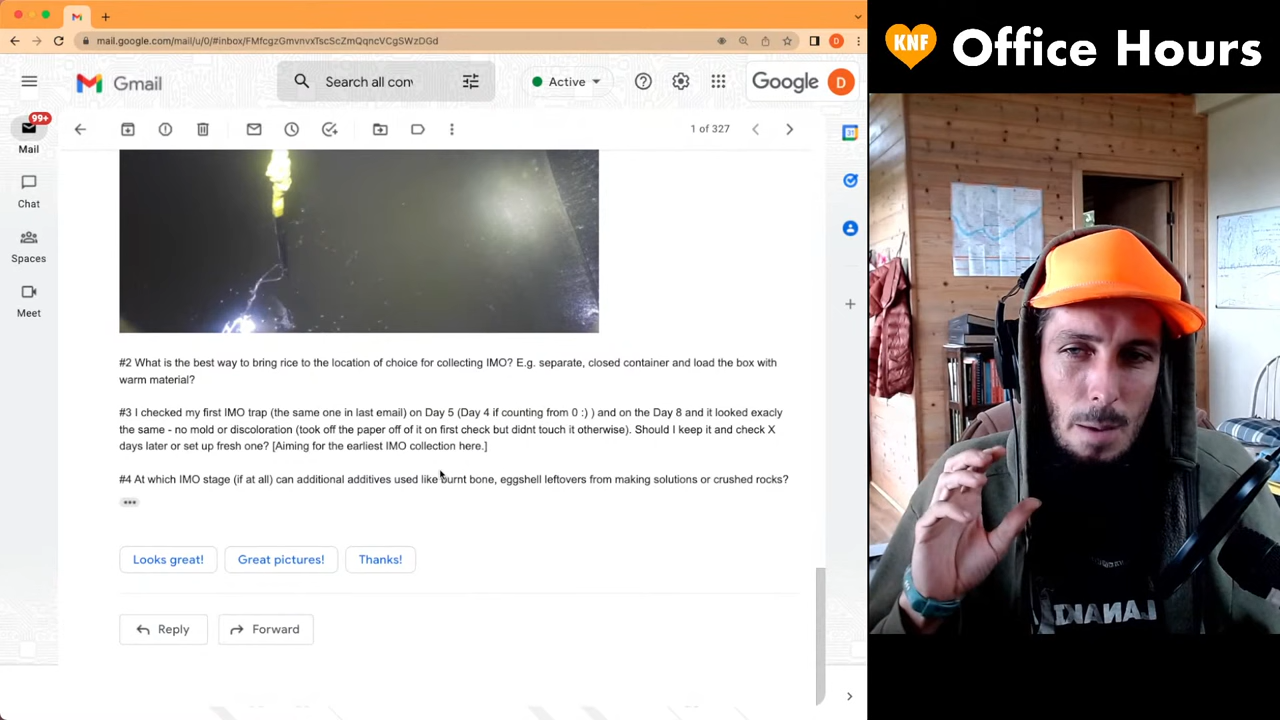 mail.google.com/mail/u/0/#inbox/FMfcgzGmvnvxTscScZmQqncVCgSWzDGd
D
KNF Office Hours
Gmail
Search all con
Active
Google
D
99+
1 of 327
Mail
Chat
Spaces
Meet
#2 What is the best way to bring rice to the location of choice for collecting IMO? E.g. separate, closed container and load the box with
warm material?
#3 I checked my first IMO trap (the same one in last email) on Day 5 (Day 4 if counting from 0 :) ) and on the Day 8 and it looked exacly
the same - no mold or discoloration (took off the paper off of it on first check but didnt touch it otherwise). Should I keep it and check X
days later or set up fresh one? [Aiming for the earliest IMO collection here.]
#4 At which IMO stage (if at all) can additional additives used like burnt bone, eggshell leftovers from making solutions or crushed rocks?
Looks great!
Great pictures!
Thanks!
Reply
Forward